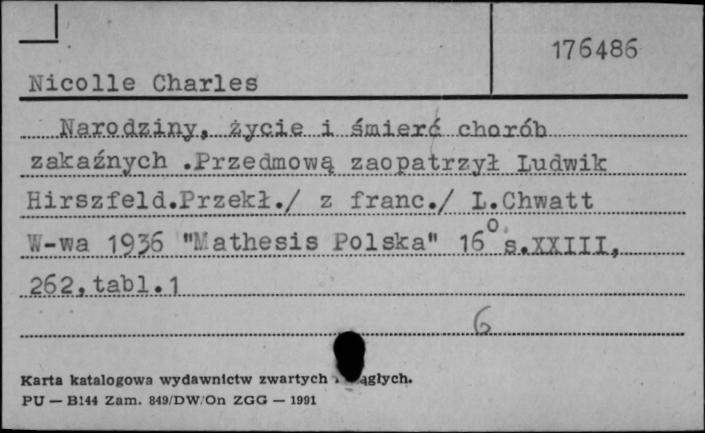 176486
Nicolle Charles
Narodziny, życie i śmierć chorób
zakaźnych .Przedmową zaopatrzył Ludwik
Hirszfeld.Przekł./ z franc./ L.Chwatt
W-wa 1936 "Mathesis Polska" 16° s.XXIII,
262,tabl.1
6
Karta katalogowa wydawnictw zwartych ągłych.
PU — B144 Zam. 849/DW/On ZGG — 1991